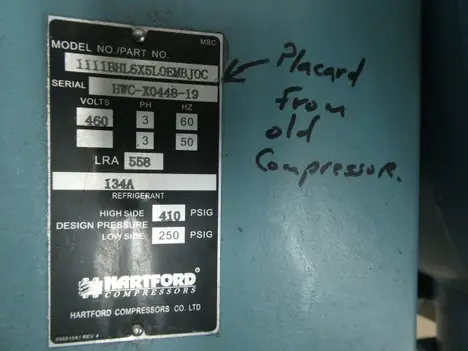 MSC
MODEL NO./PART NO.
1111BHL6X5L0EMBJ0C
SERIAL HWC-X0448-19
VOLTS PH HZ
460 3 60
3 50
LRA 558
134A
REFRIGERANT
HIGH SIDE 410 PSIG
DESIGN PRESSURE
LOW SIDE 250 PSIG
HARTFORD
COMPRESSORS
HARTFORD COMPRESSORS CO. LTD
Placard
From
old
Compressor.